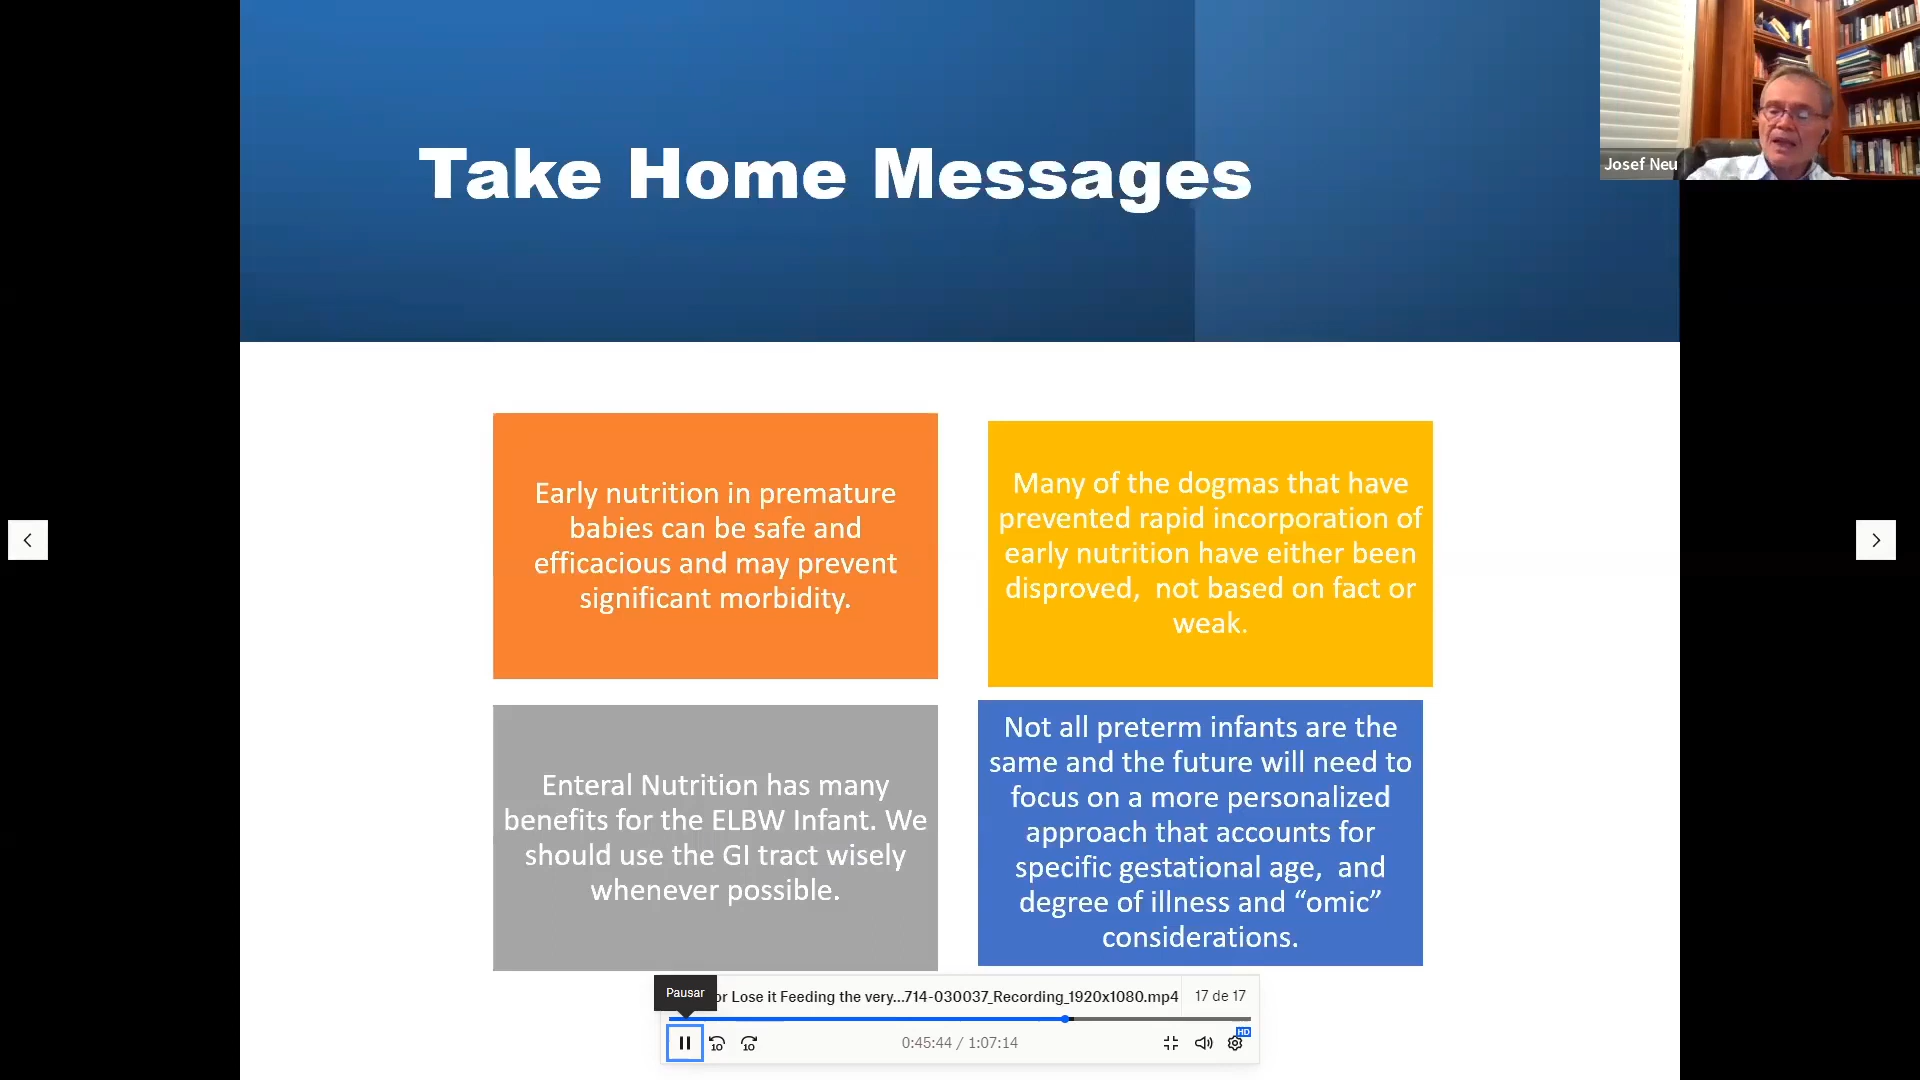 Take Home Messages
Josef Neu
Early nutrition in premature
babies can be safe and
efficacious and may prevent
significant morbidity.
Many of the dogmas that have
prevented rapid incorporation of
early nutrition have either been
disproved,  not based on fact or
weak.
Enteral Nutrition has many
benefits for the ELBW Infant. We
should use the GI tract wisely
whenever possible.
Not all preterm infants are the
same and the future will need to
focus on a more personalized
approach that accounts for
specific gestational age,  and
degree of illness and “omic”
considerations.
Pausar
or Lose it Feeding the very...714-030037_Recording_1920x1080.mp4
17 de 17
10
10
0:45:44 / 1:07:14
HD